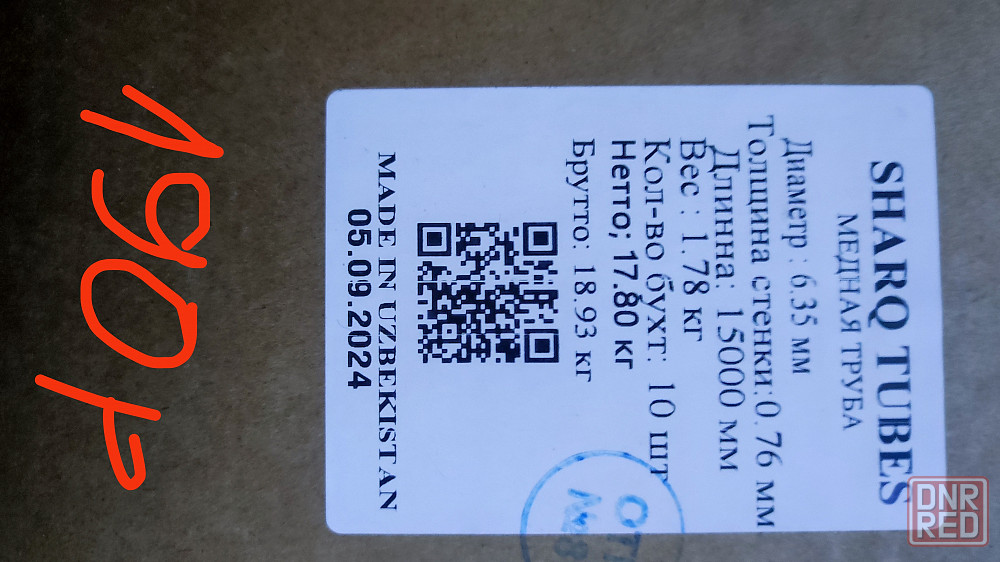 SHARQ TUBES
МЕДНАЯ ТРУБА
Диаметр : 6.35 мм
Толщина стенки:0.76 мм
Длинна: 15000 мм
Вес : 1.78 кг
Кол-во бухт: 10 шт
Нетто; 17.80 кг
Брутто: 18.93 кг
MADE IN UZBEKISTAN
05.09.2024
190р
DNR
RED